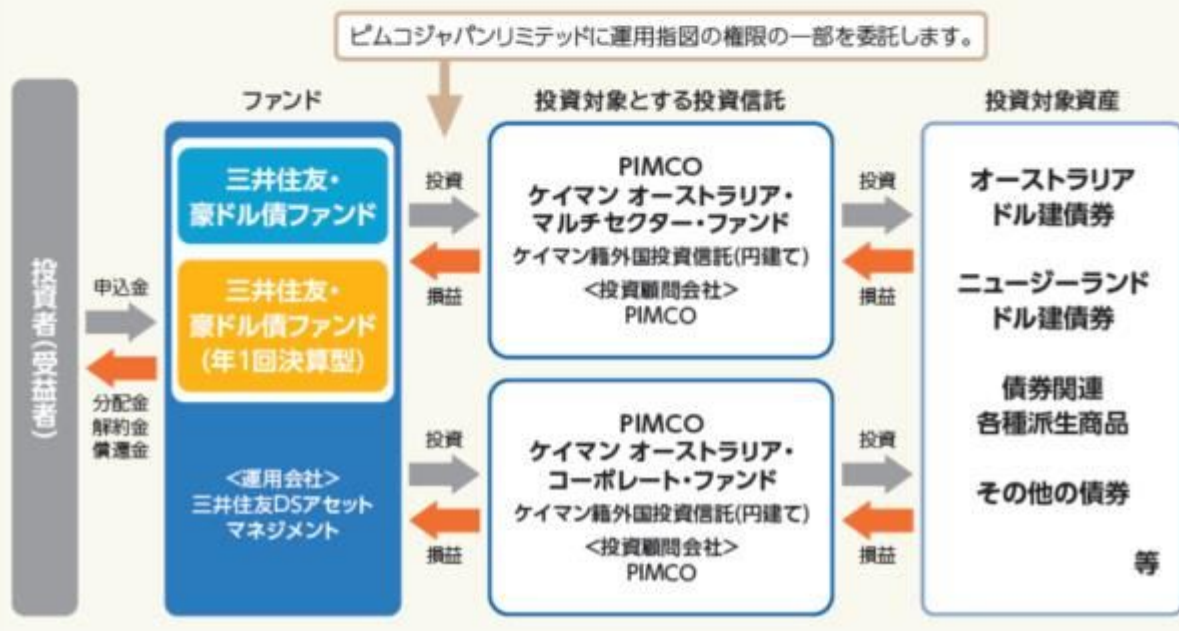 ピムコジャパンリミテッドに運用指図の権限の一部を委託します。
ファンド
投資対象とする投資信託
投資対象資産
投資者(受益者)
申込金
分配金
解約金
償還金
三井住友・
豪ドル債ファンド
三井住友・
豪ドル債ファンド
(年1回決算型)
<運用会社>
三井住友DSアセット
マネジメント
投資
損益
投資
損益
PIMCO
ケイマン オーストラリア・
マルチセクター・ファンド
ケイマン籍外国投資信託(円建て)
<投資顧問会社>
PIMCO
PIMCO
ケイマン オーストラリア・
コーポレート・ファンド
ケイマン籍外国投資信託(円建て)
<投資顧問会社>
PIMCO
投資
損益
投資
損益
オーストラリア
ドル建債券
ニュージーランド
ドル建債券
債券関連
各種派生商品
その他の債券
等